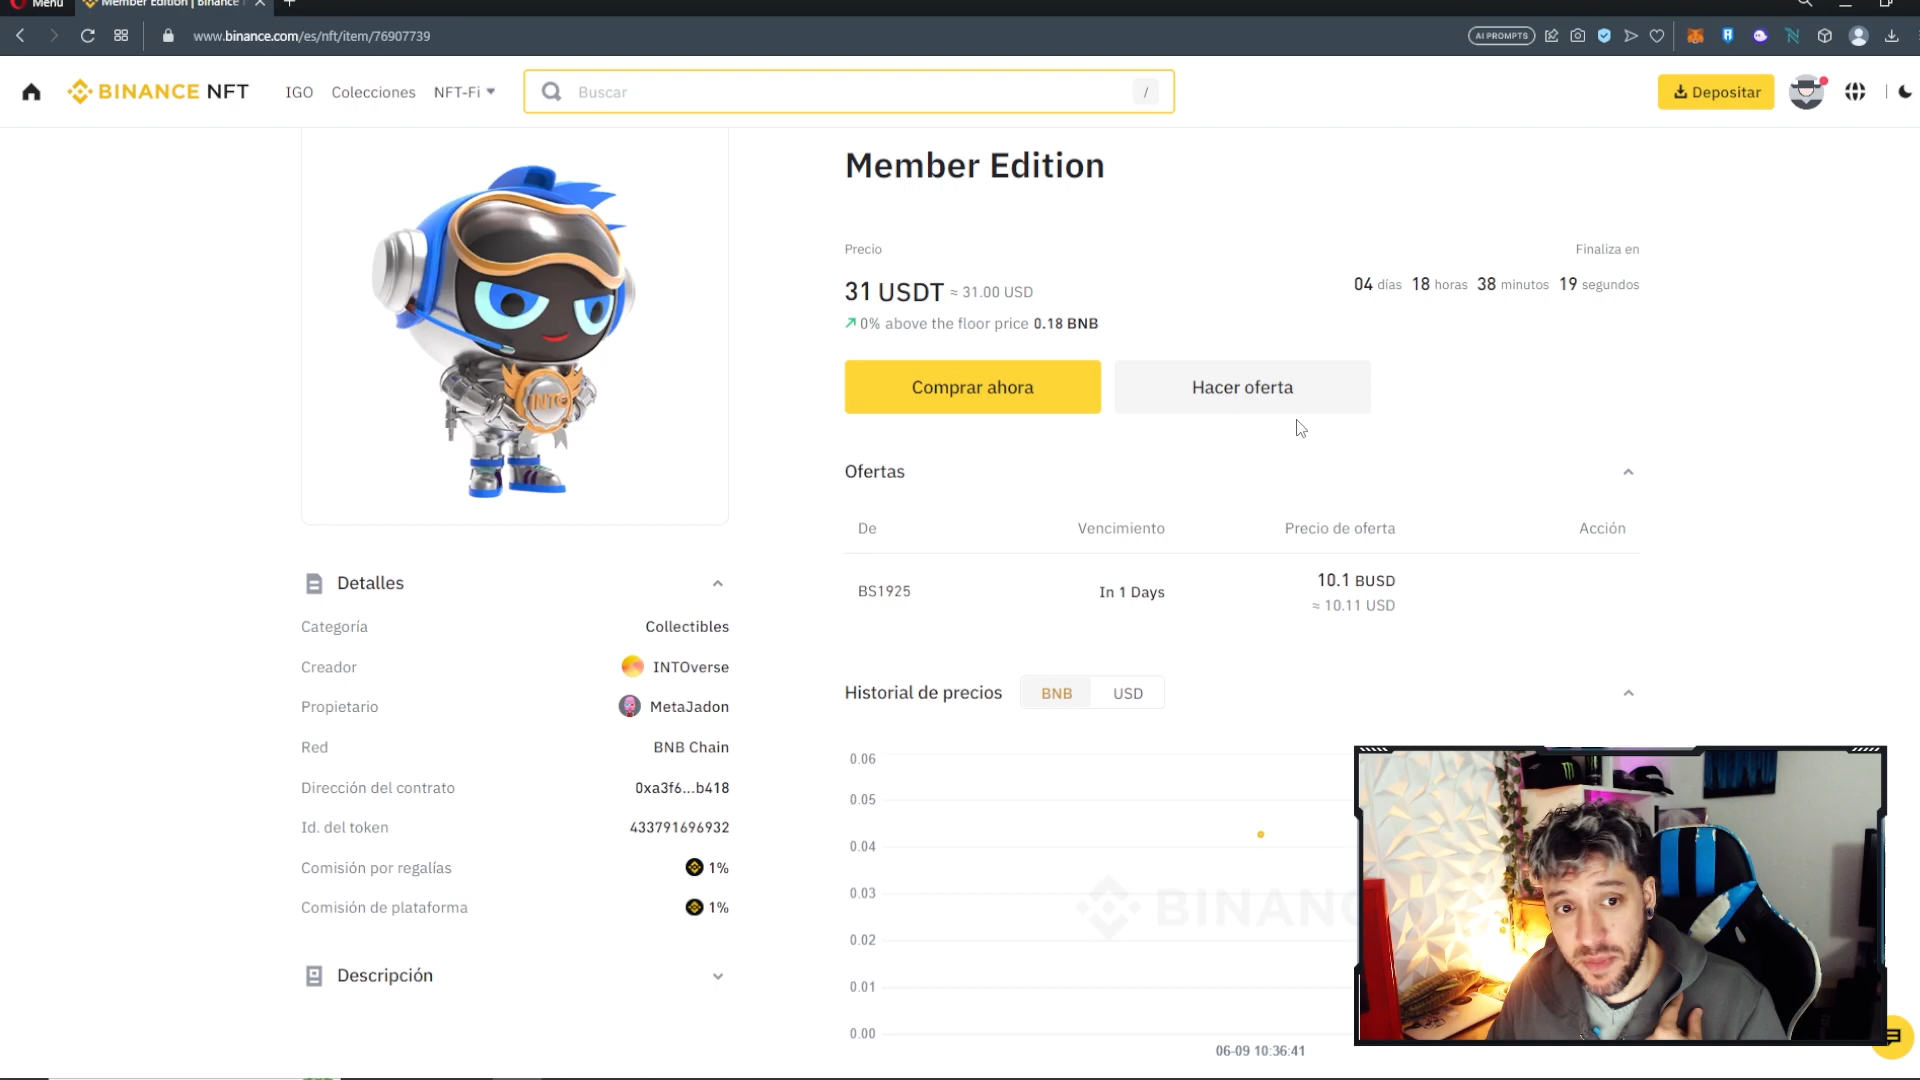 Menú
Member Edition | Binance
www.binance.com/es/nft/item/76907739
AI PROMPTS
BINANCE NFT
IGO
Colecciones
NFT-Fi
Buscar
/
Depositar
Member Edition
Precio
Finaliza en
31 USDT ≈ 31.00 USD
04 días 18 horas 38 minutos 19 segundos
0% above the floor price 0.18 BNB
Comprar ahora
Hacer oferta
INTO
Ofertas
De
Vencimiento
Precio de oferta
Acción
BS1925
In 1 Days
10.1 BUSD
≈ 10.11 USD
Detalles
Categoría
Collectibles
Creador
INTOverse
Propietario
MetaJadon
Red
BNB Chain
Dirección del contrato
0xa3f6...b418
Id. del token
433791696932
Comisión por regalías
1%
Comisión de plataforma
1%
Descripción
Historial de precios
BNB
USD
0.06
0.05
0.04
0.03
0.02
0.01
0.00
BINANC
06-09 10:36:41